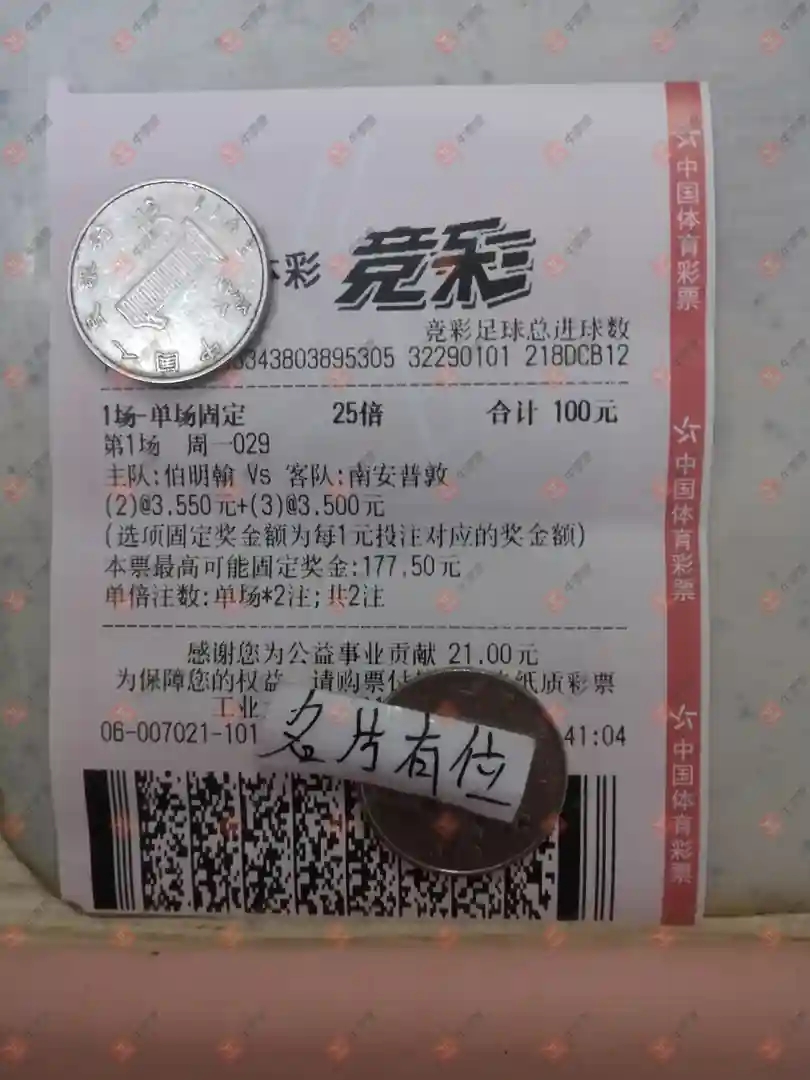 体彩 竞彩
竞彩足球总进球数
343803895305 32290101 218DCB12
1场-单场固定 25倍 合计 100元
第1场 周一029
主队:伯明翰 Vs 客队:南安普敦
(2)@3.550元+(3)@3.500元
(选项固定奖金额为每1元投注对应的奖金额)
本票最高可能固定奖金:177.50元
单倍注数:单场*2注;共2注
感谢您为公益事业贡献 21.00元
为保障您的权益 请购票 纸质彩票
工业
06-007021-101 41:04
名片有位
中国体育彩票
中国体育彩票
中国体育彩票